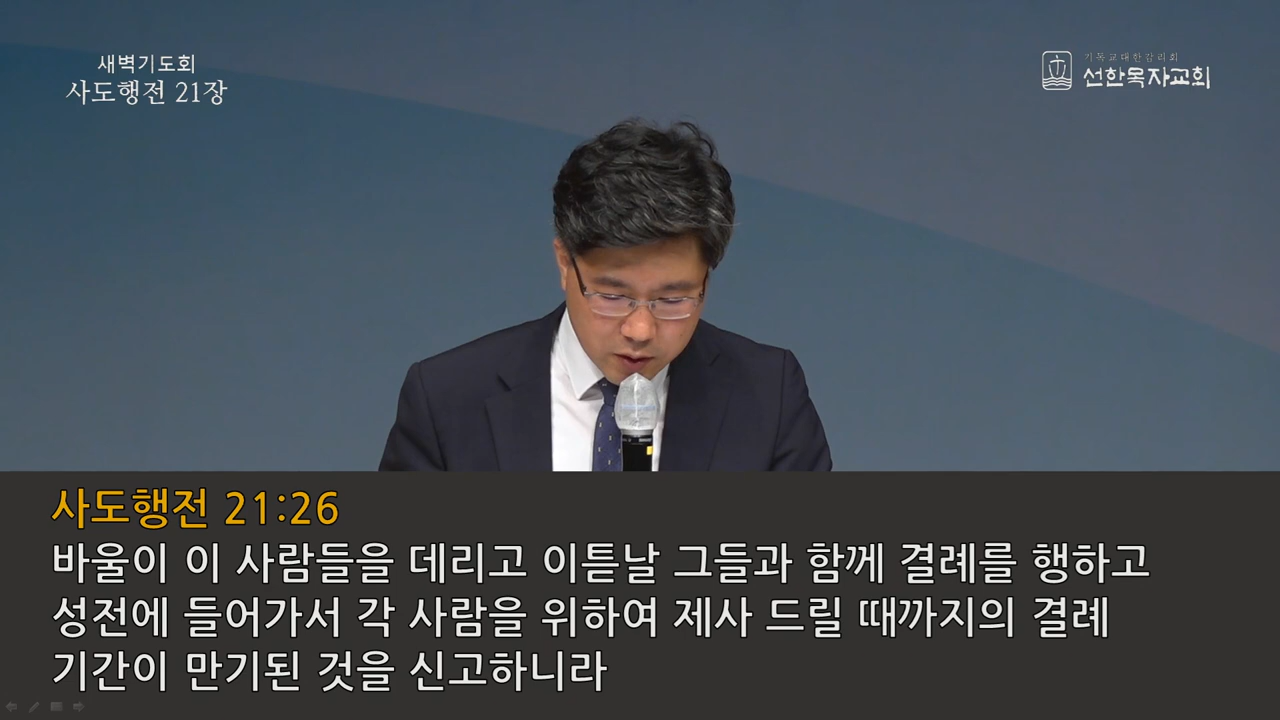 새벽기도회
사도행전 21장
기독교대한감리회
선한목자교회
사도행전 21:26
바울이 이 사람들을 데리고 이튿날 그들과 함께 결례를 행하고
성전에 들어가서 각 사람을 위하여 제사 드릴 때까지의 결례
기간이 만기된 것을 신고하니라